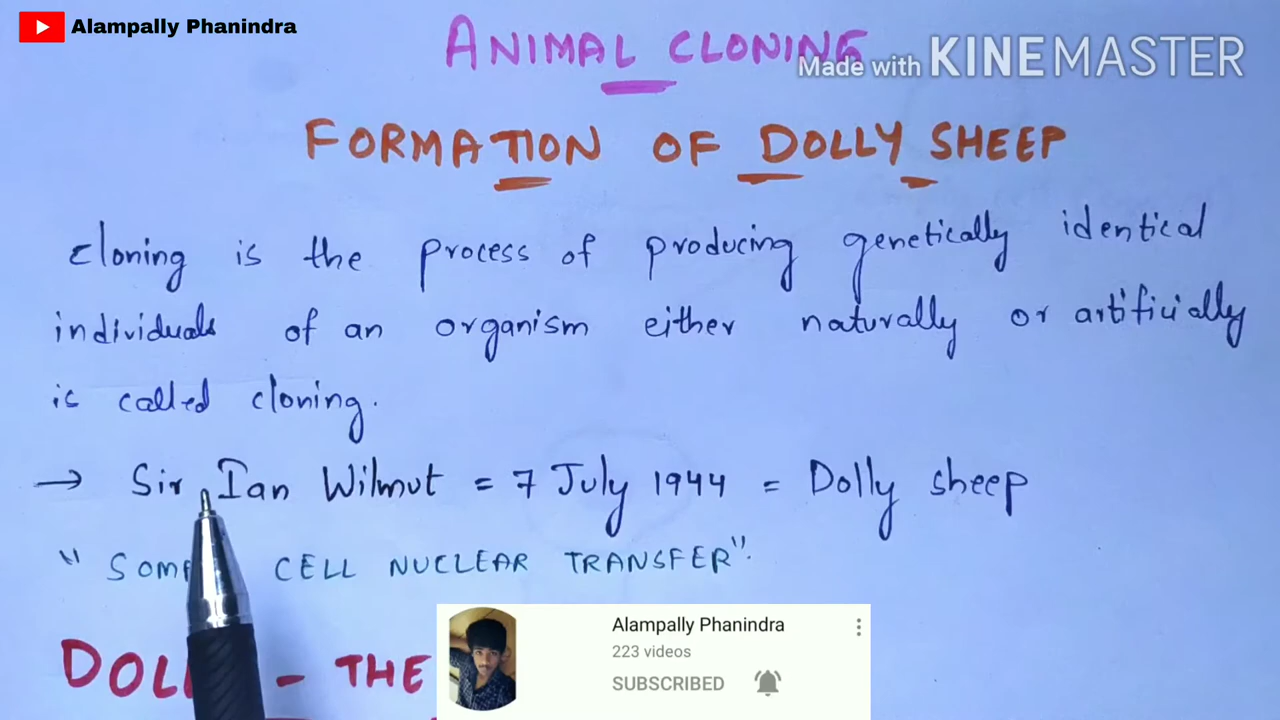 Alampally Phanindra
ANIMAL CLONING
Made with KINEMASTER
FORMATION OF DOLLY SHEEP
cloning is the process of producing genetically identical
individuals of an organism either naturally or artificially
is called cloning.
→ Sir Ian Wilmut = 7 July 1944 = Dolly sheep
" CELL NUCLEAR TRANSFER".
- THE
Alampally Phanindra
223 videos
SUBSCRIBED